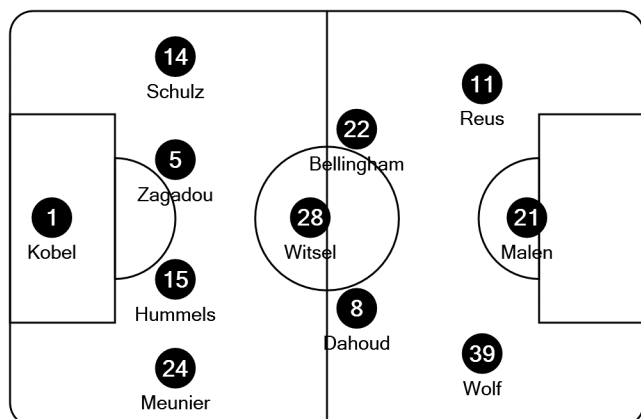 14
Schulz
11
Reus
22
Bellingham
5
Zagadou
1
Kobel
28
Witsel
21
Malen
15
Hummels
8
Dahoud
39
Wolf
24
Meunier